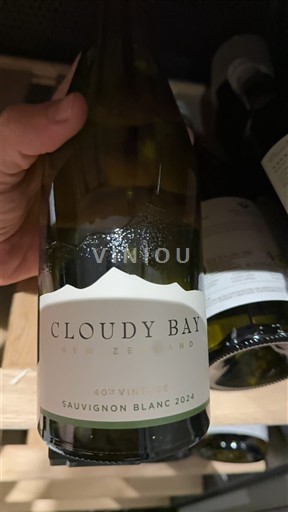 VINIOU
CLOUDY BAY
NEW ZEALAND
40TH VINTAGE
SAUVIGNON BLANC 2024